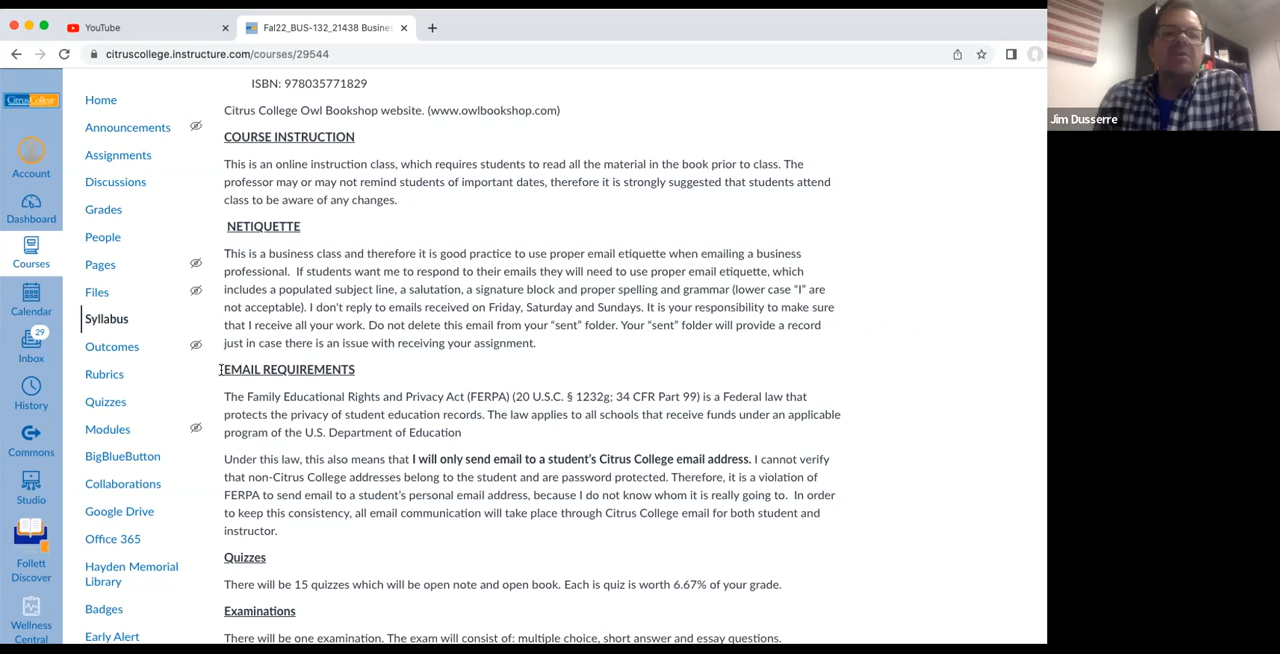 YouTube
Fal22_BUS-132_21438 Busine
citruscollege.instructure.com/courses/29544
Jim Dusserre
CitrusCollege
Account
Dashboard
Courses
Calendar
29
Inbox
History
Commons
Studio
Follett
Discover
Wellness
Central
Home
Announcements
Assignments
Discussions
Grades
People
Pages
Files
Syllabus
Outcomes
Rubrics
Quizzes
Modules
BigBlueButton
Collaborations
Google Drive
Office 365
Hayden Memorial
Library
Badges
Early Alert
ISBN: 978035771829
Citrus College Owl Bookshop website. (www.owlbookshop.com)
COURSE INSTRUCTION
This is an online instruction class, which requires students to read all the material in the book prior to class. The
professor may or may not remind students of important dates, therefore it is strongly suggested that students attend
class to be aware of any changes.
NETIQUETTE
This is a business class and therefore it is good practice to use proper email etiquette when emailing a business
professional. If students want me to respond to their emails they will need to use proper email etiquette, which
includes a populated subject line, a salutation, a signature block and proper spelling and grammar (lower case “I” are
not acceptable). I don't reply to emails received on Friday, Saturday and Sundays. It is your responsibility to make sure
that I receive all your work. Do not delete this email from your “sent” folder. Your “sent” folder will provide a record
just in case there is an issue with receiving your assignment.
EMAIL REQUIREMENTS
The Family Educational Rights and Privacy Act (FERPA) (20 U.S.C. § 1232g; 34 CFR Part 99) is a Federal law that
protects the privacy of student education records. The law applies to all schools that receive funds under an applicable
program of the U.S. Department of Education
Under this law, this also means that I will only send email to a student’s Citrus College email address. I cannot verify
that non-Citrus College addresses belong to the student and are password protected. Therefore, it is a violation of
FERPA to send email to a student’s personal email address, because I do not know whom it is really going to. In order
to keep this consistency, all email communication will take place through Citrus College email for both student and
instructor.
Quizzes
There will be 15 quizzes which will be open note and open book. Each is quiz is worth 6.67% of your grade.
Examinations
There will be one examination. The exam will consist of: multiple choice, short answer and essay questions.